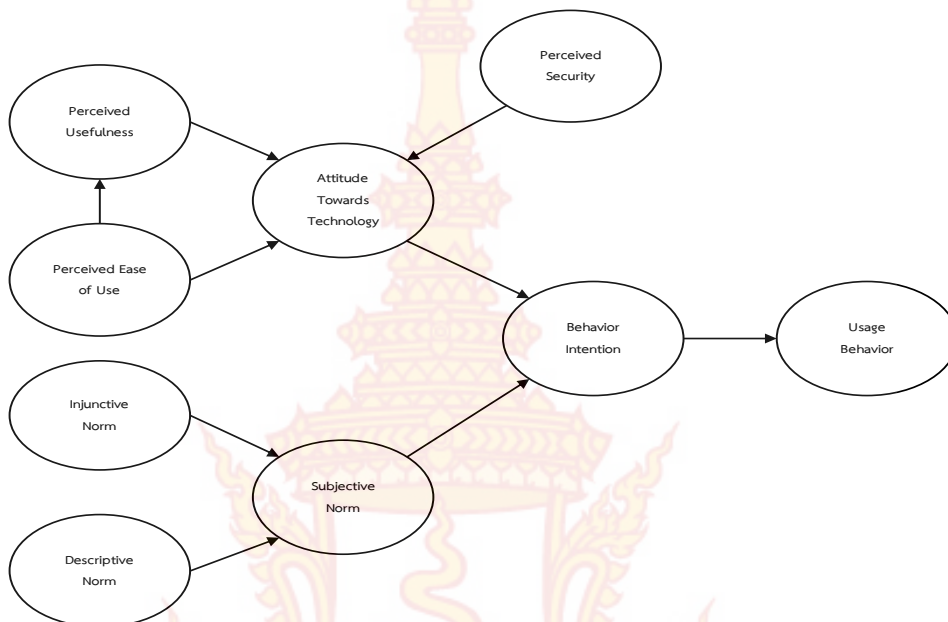 Perceived
Security
Perceived
Usefulness
Attitude
Towards
Technology
Perceived Ease
of Use
Behavior
Intention
Usage
Behavior
Injunctive
Norm
Subjective
Norm
Descriptive
Norm